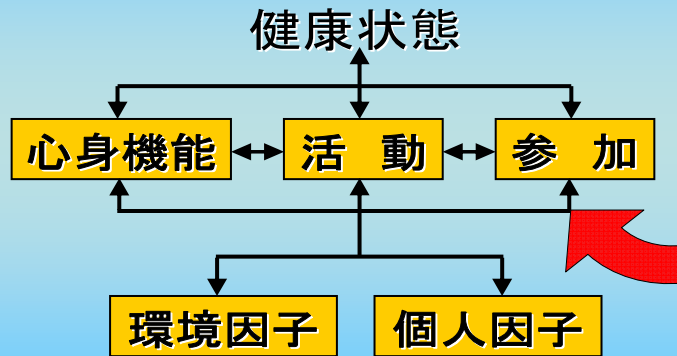 健康状態
心身機能
活 動
参 加
環境因子
個人因子